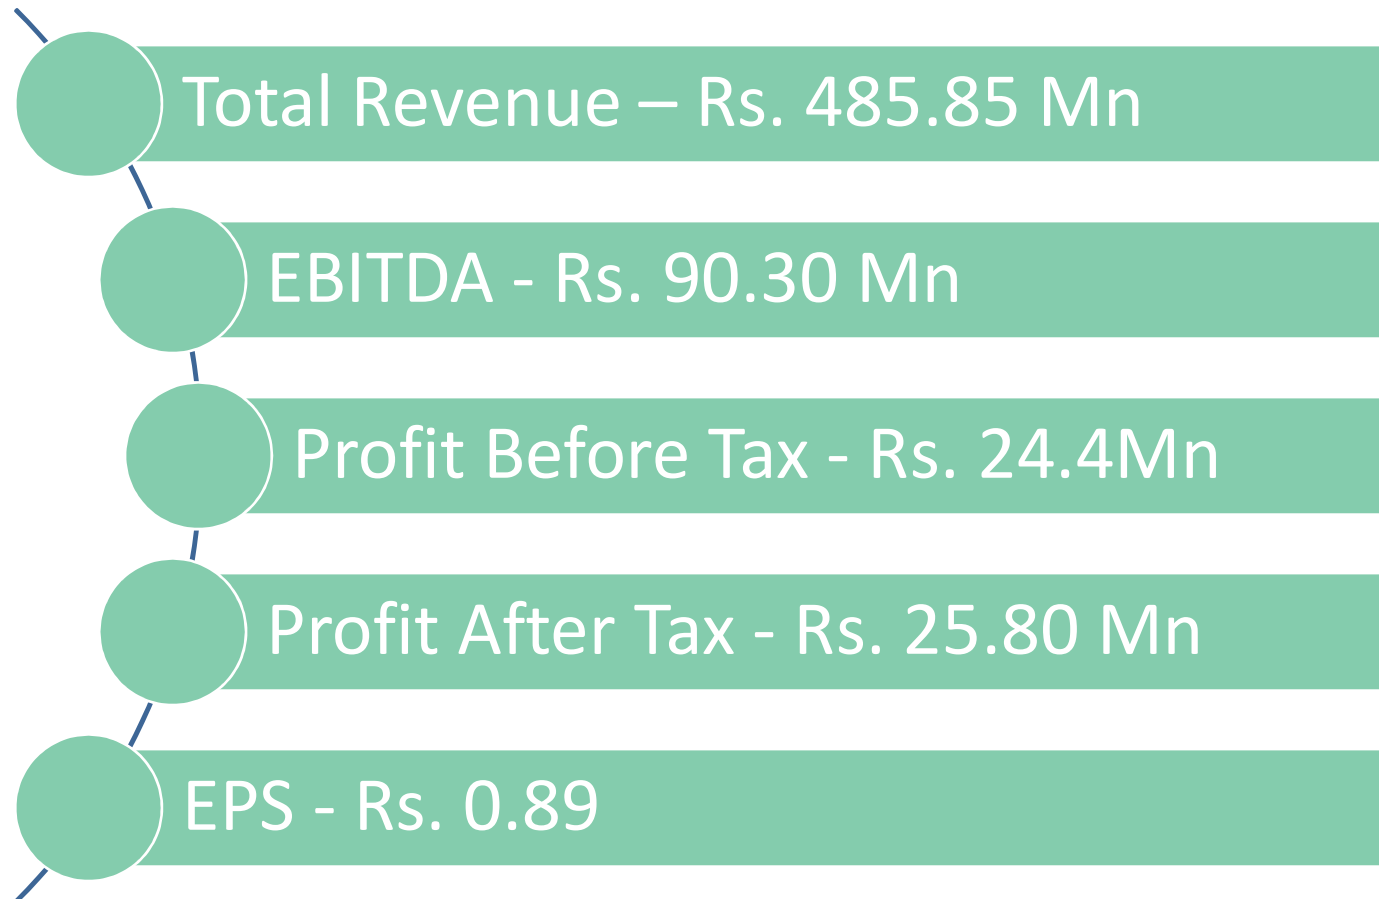 Total Revenue – Rs. 485.85 Mn
EBITDA - Rs. 90.30 Mn
Profit Before Tax - Rs. 24.4Mn
Profit After Tax - Rs. 25.80 Mn
EPS - Rs. 0.89